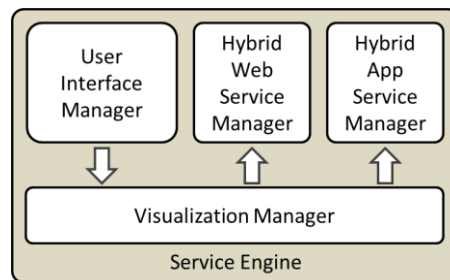 User
Interface
Manager
Hybrid
Web
Service
Manager
Hybrid
App
Service
Manager
Visualization Manager
Service Engine